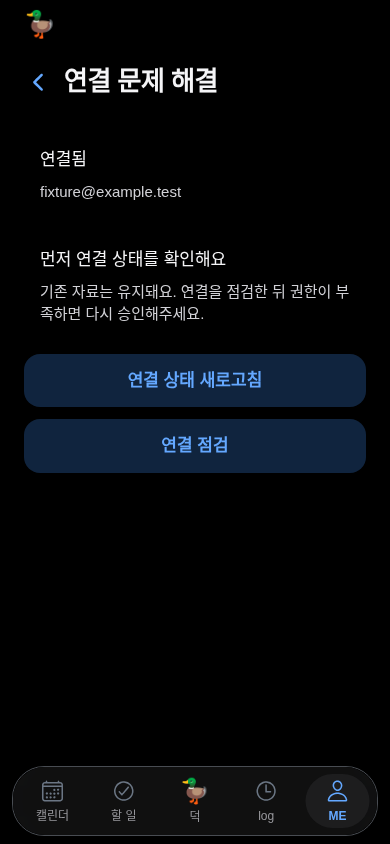 연결 문제 해결
연결됨
fixture@example.test
먼저 연결 상태를 확인해요
기존 자료는 유지돼요. 연결을 점검한 뒤 권한이 부
족하면 다시 승인해주세요.
연결 상태 새로고침
연결 점검
캘린더
할 일
덕
log
ME